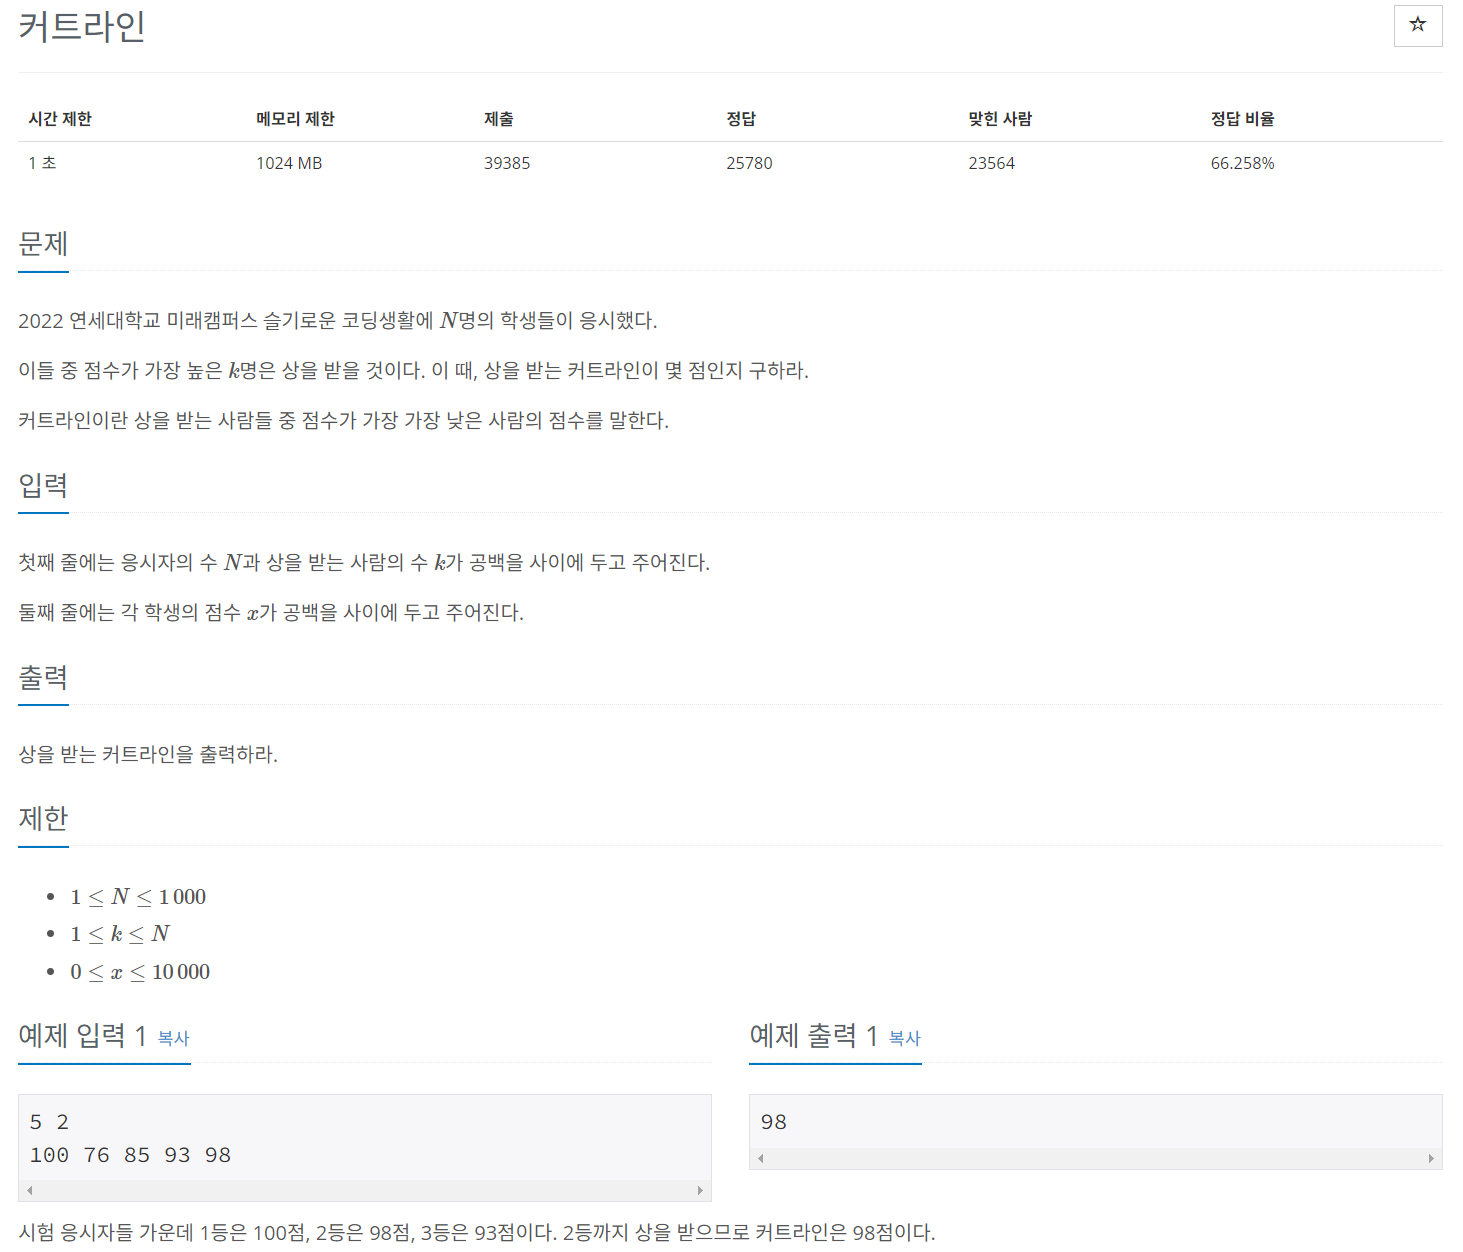 커트라인
☆
시간 제한 메모리 제한 제출 정답 맞힌 사람 정답 비율
1 초 1024 MB 39385 25780 23564 66.258%
문제
2022 연세대학교 미래캠퍼스 슬기로운 코딩생활에 N명의 학생들이 응시했다.
이들 중 점수가 가장 높은 k명은 상을 받을 것이다. 이 때, 상을 받는 커트라인이 몇 점인지 구하라.
커트라인이란 상을 받는 사람들 중 점수가 가장 가장 낮은 사람의 점수를 말한다.
입력
첫째 줄에는 응시자의 수 N과 상을 받는 사람의 수 k가 공백을 사이에 두고 주어진다.
둘째 줄에는 각 학생의 점수 x가 공백을 사이에 두고 주어진다.
출력
상을 받는 커트라인을 출력하라.
제한
• 1 ≤ N ≤ 1 000
• 1 ≤ k ≤ N
• 0 ≤ x ≤ 10 000
예제 입력 1 복사
5 2
100 76 85 93 98
예제 출력 1 복사
98
시험 응시자들 가운데 1등은 100점, 2등은 98점, 3등은 93점이다. 2등까지 상을 받으므로 커트라인은 98점이다.